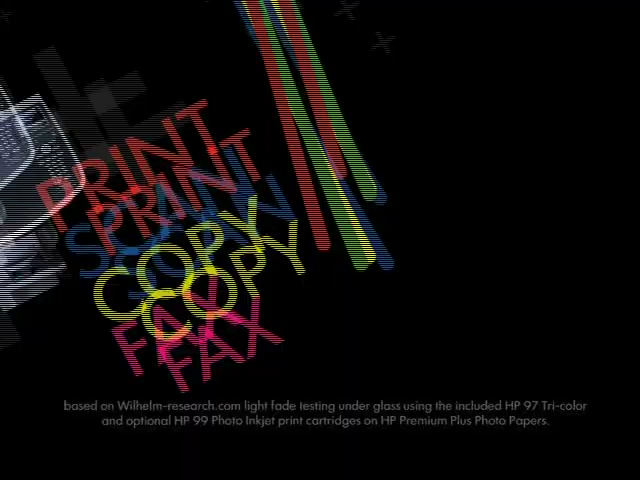 PRINT
PRINT
SCAN
SCAN
COPY
COPY
FAX
FAX
based on Wilhelm-research.com light fade testing under glass using the included HP 97 Tri-color
and optional HP 99 Photo Inkjet print cartridges on HP Premium Plus Photo Papers.